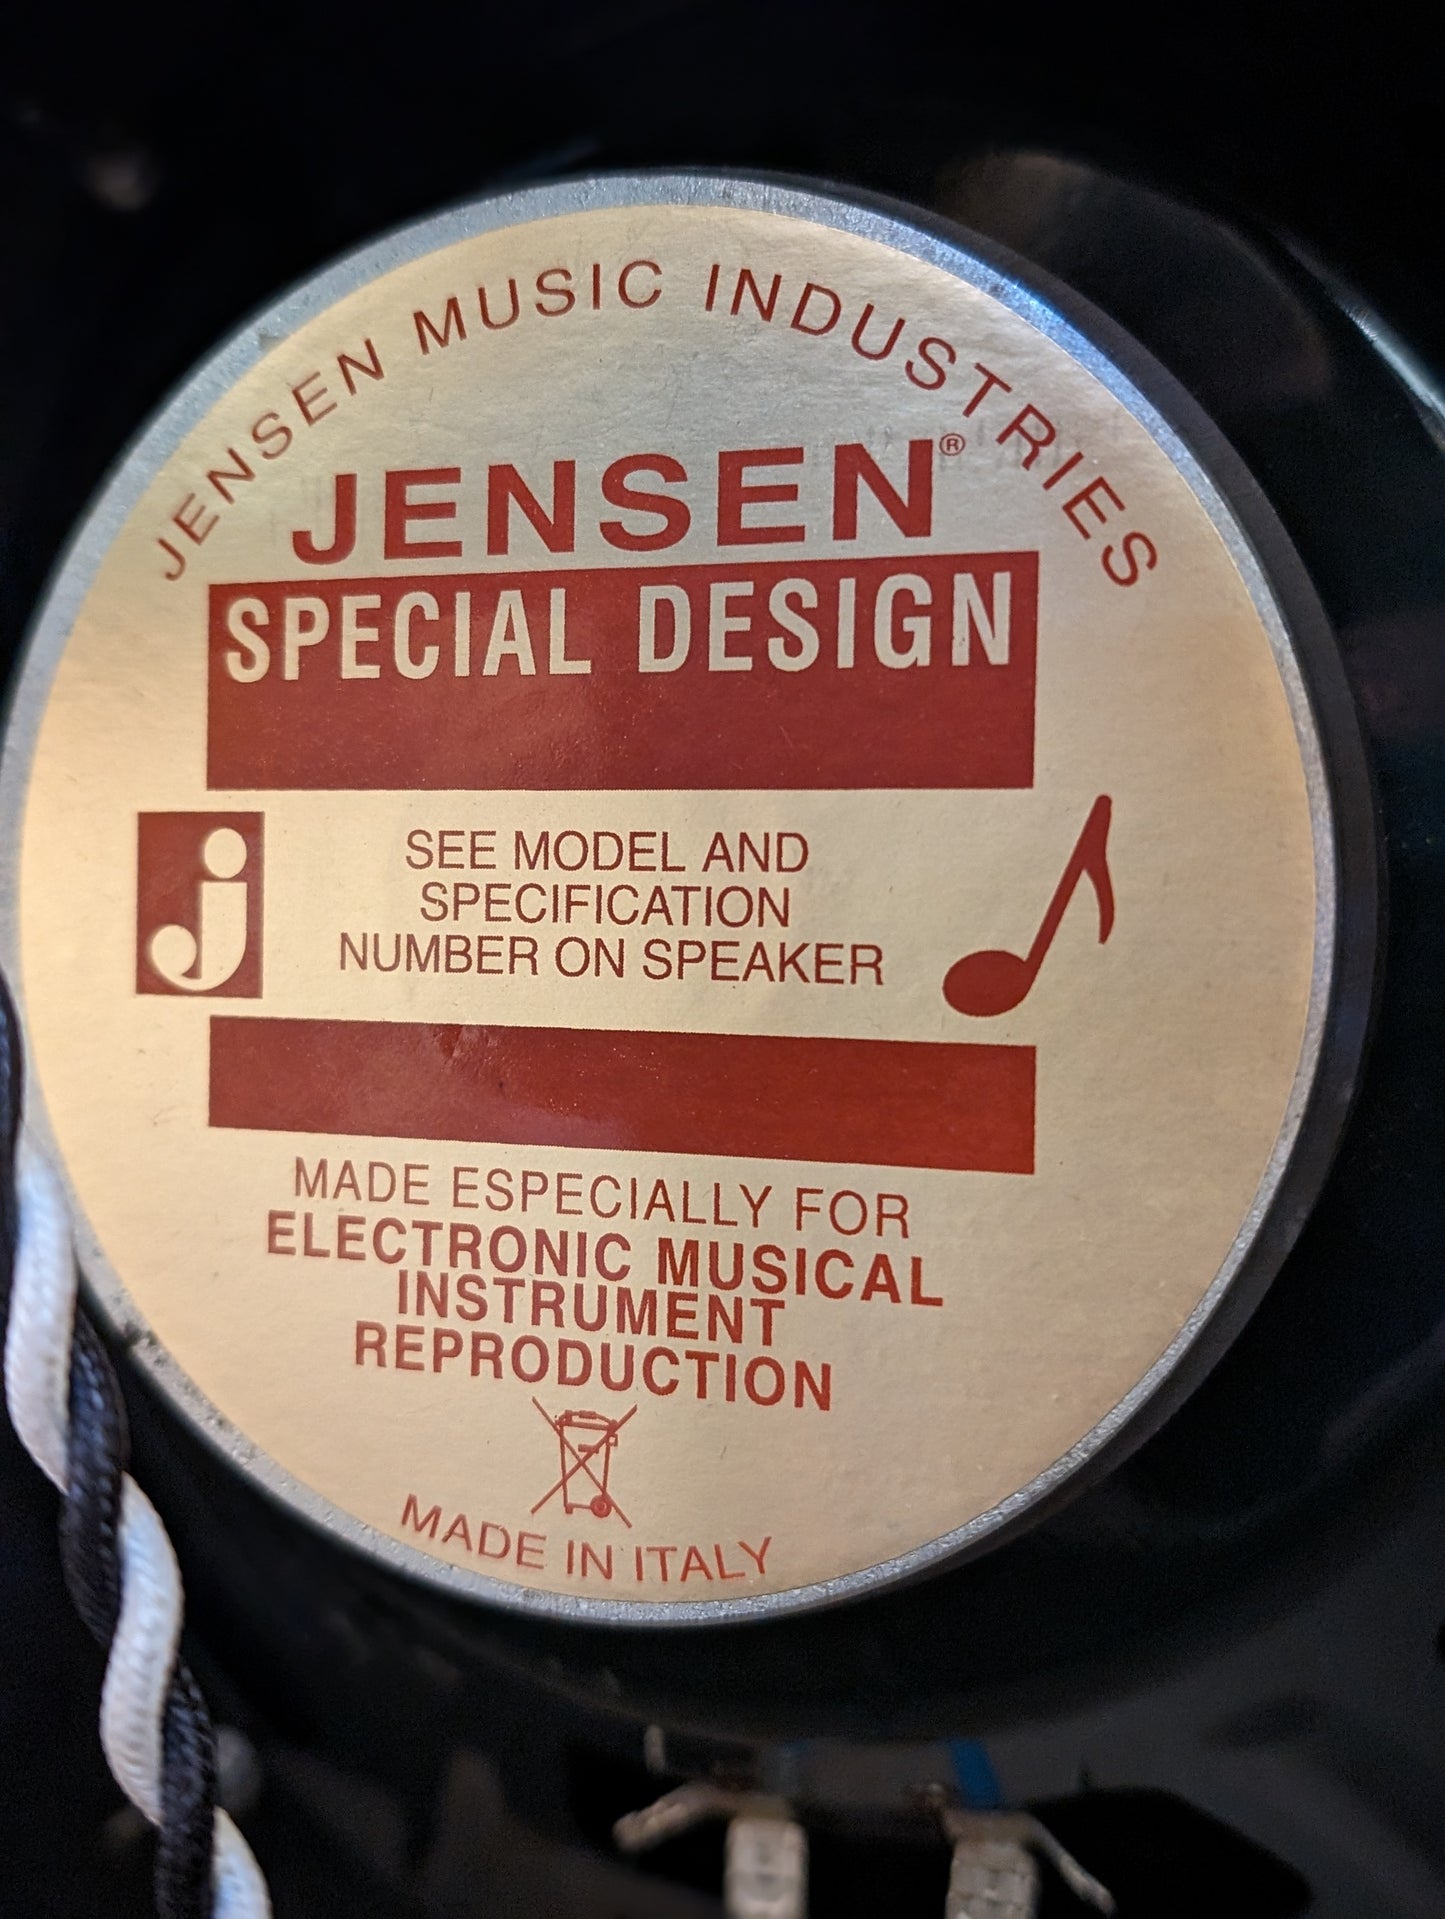 JENSEN MUSIC INDUSTRIES
JENSEN®
SPECIAL DESIGN
j
SEE MODEL AND
SPECIFICATION
NUMBER ON SPEAKER
MADE ESPECIALLY FOR
ELECTRONIC MUSICAL
INSTRUMENT
REPRODUCTION
MADE IN ITALY